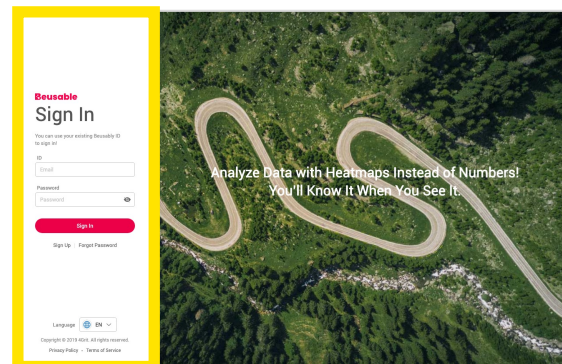 Beusable
Sign In
You can use your existing Beusably ID
to sign in!
ID
Email
Password
Password
Sign In
Sign Up | Forgot Password
Analyze Data with Heatmaps Instead of Numbers!
You'll Know It When You See It.
Language EN
Copyright © 2019 4Grit. All rights reserved.
Privacy Policy - Terms of Service